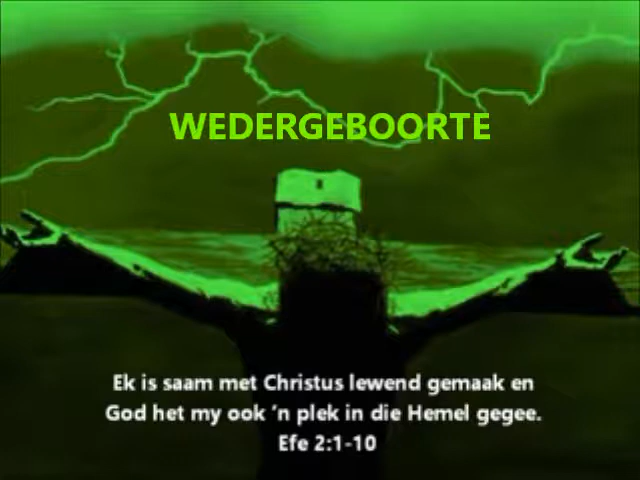 WEDERGEBOORTE
Ek is saam met Christus lewend gemaak en
God het my ook 'n plek in die Hemel gegee.
Efe 2:1-10